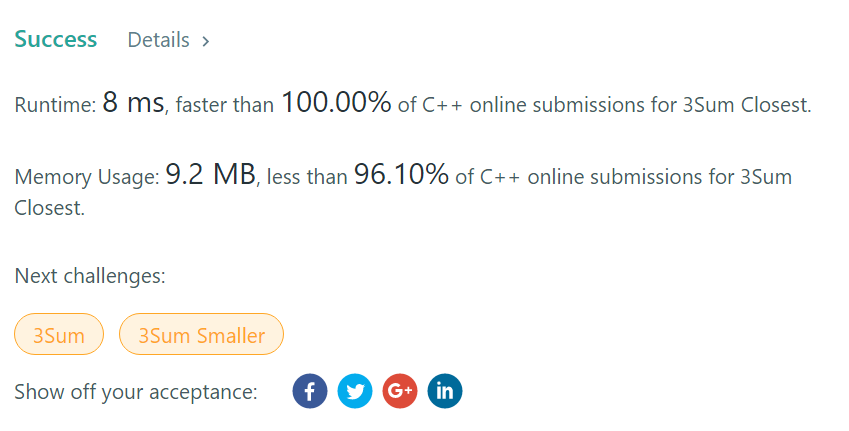 Success Details >
Runtime: 8 ms, faster than 100.00% of C++ online submissions for 3Sum Closest.
Memory Usage: 9.2 MB, less than 96.10% of C++ online submissions for 3Sum
Closest.
Next challenges:
3Sum 3Sum Smaller
Show off your acceptance: f G+ in